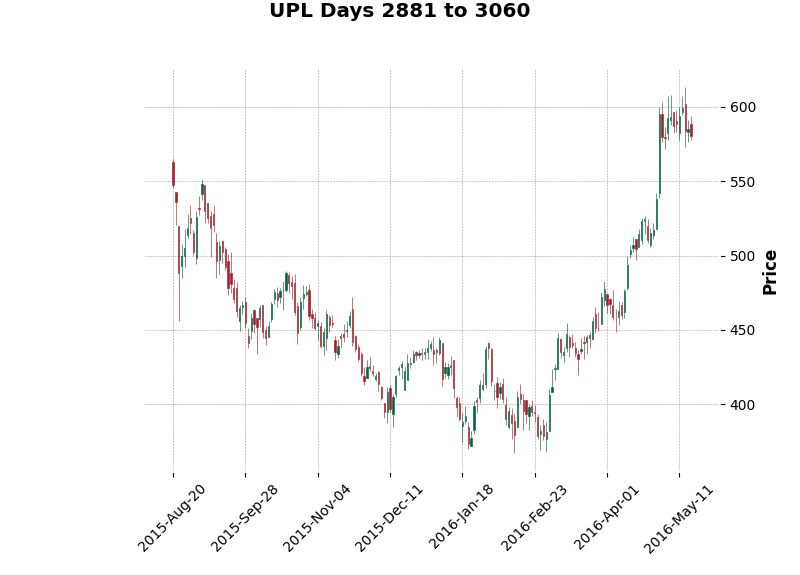 UPL Days 2881 to 3060
600
550
500
450
400
Price
2015-Aug-20
2015-Sep-28
2015-Nov-04
2015-Dec-11
2016-Jan-18
2016-Feb-23
2016-Apr-01
2016-May-11